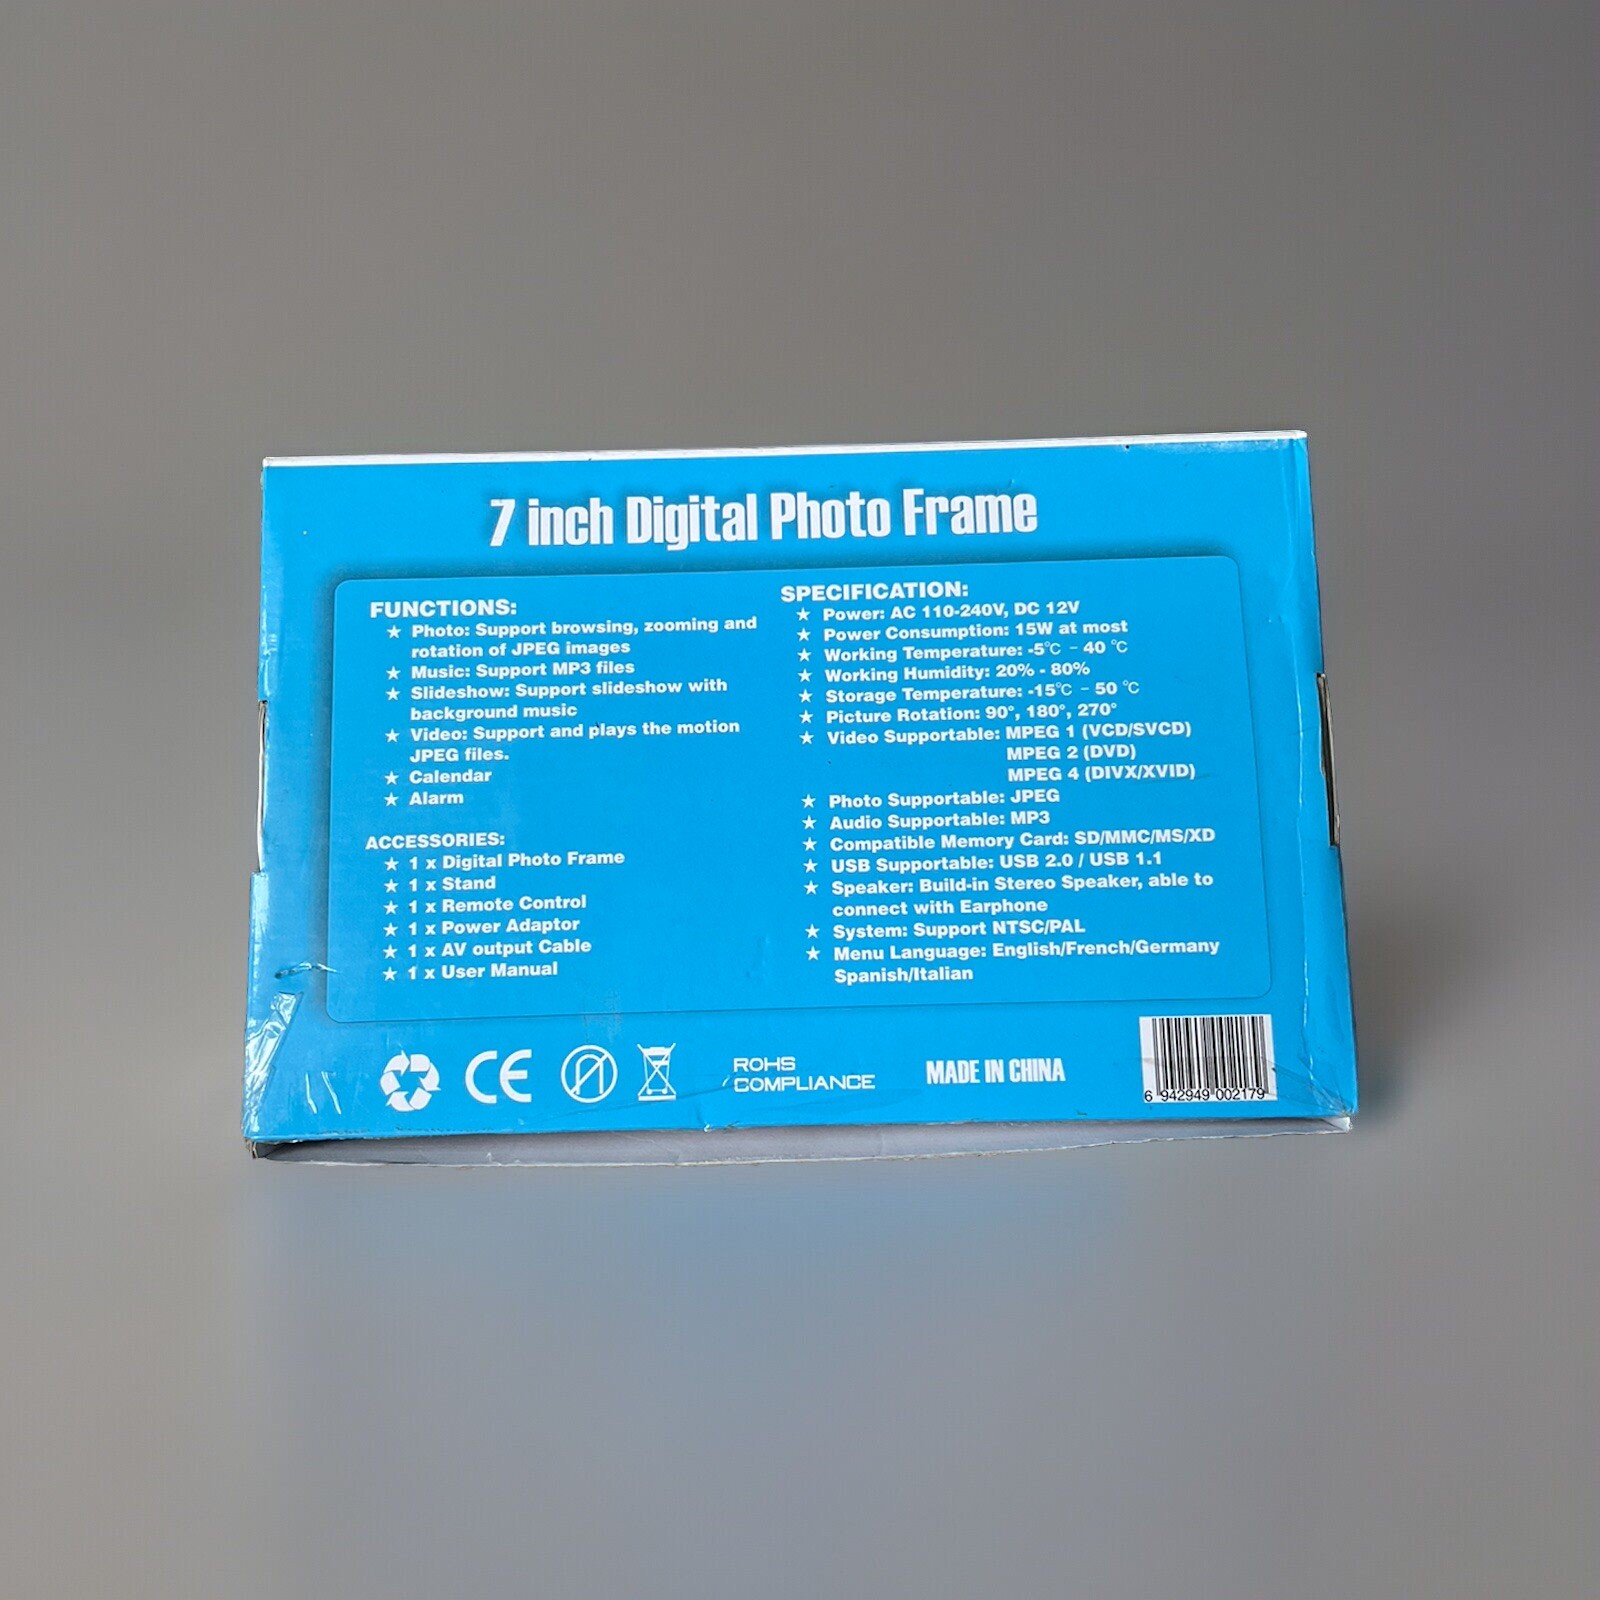 7 inch Digital Photo Frame
FUNCTIONS:
★ Photo: Support browsing, zooming and
rotation of JPEG images
★ Music: Support MP3 files
★ Slideshow: Support slideshow with
background music
★ Video: Support and plays the motion
JPEG files.
★ Calendar
★ Alarm
ACCESSORIES:
★ 1 x Digital Photo Frame
★ 1 x Stand
★ 1 x Remote Control
★ 1 x Power Adaptor
★ 1 x AV output Cable
★ 1 x User Manual
SPECIFICATION:
★ Power: AC 110-240V, DC 12V
★ Power Consumption: 15W at most
★ Working Temperature: -5℃ - 40 ℃
★ Working Humidity: 20% - 80%
★ Storage Temperature: -15℃ - 50 ℃
★ Picture Rotation: 90°, 180°, 270°
★ Video Supportable: MPEG 1 (VCD/SVCD)
MPEG 2 (DVD)
MPEG 4 (DIVX/XVID)
★ Photo Supportable: JPEG
★ Audio Supportable: MP3
★ Compatible Memory Card: SD/MMC/MS/XD
★ USB Supportable: USB 2.0 / USB 1.1
★ Speaker: Build-in Stereo Speaker, able to
connect with Earphone
★ System: Support NTSC/PAL
★ Menu Language: English/French/Germany
Spanish/Italian
CE
ROHS
COMPLIANCE
MADE IN CHINA
6 942949 002179